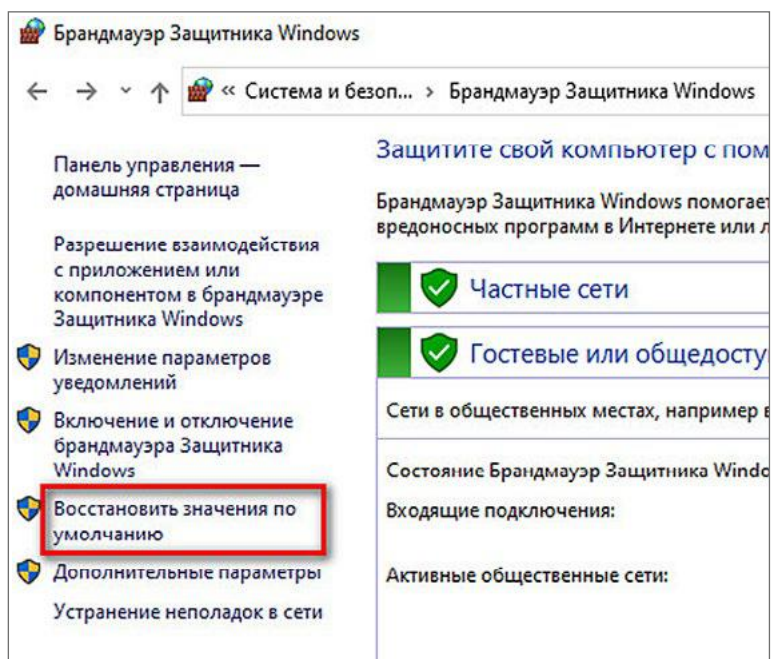 Брандмауэр Защитника Windows
« Система и безоп... › Брандмауэр Защитника Windows
Панель управления —
домашняя страница
Разрешение взаимодействия
с приложением или
компонентом в брандмауэре
Защитника Windows
Изменение параметров
уведомлений
Включение и отключение
брандмауэра Защитника
Windows
Восстановить значения по
умолчанию
Дополнительные параметры
Устранение неполадок в сети
Защитите свой компьютер с пом
Брандмауэр Защитника Windows помогает
вредоносных программ в Интернете или л
Частные сети
Гостевые или общедосту
Сети в общественных местах, например в
Состояние Брандмауэр Защитника Windo
Входящие подключения:
Активные общественные сети: